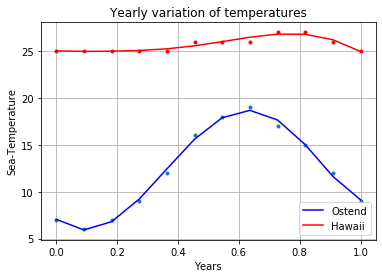 Yearly variation of temperatures
Sea-Temperature
25
20
15
10
5
0.0 0.2 0.4 0.6 0.8 1.0
Years
Ostend
Hawaii